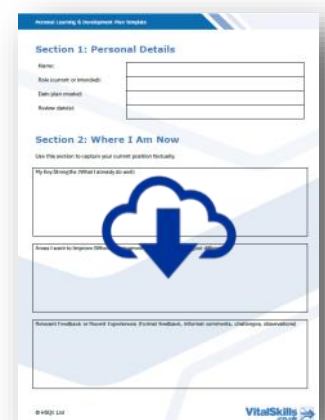 Personal Learning & Development Plan Template
Section 1: Personal Details
Name:
Role (current or intended):
Date (plan created):
Review date(s):
Section 2: Where I Am Now
Use this section to capture your current position factually.
My Key Strengths (What I already do well)
Areas I want to Improve
Relevant Feedback or Recent Experiences (Formal feedback, informal comments, challenges, observations)
© HSQE Ltd
VitalSkills